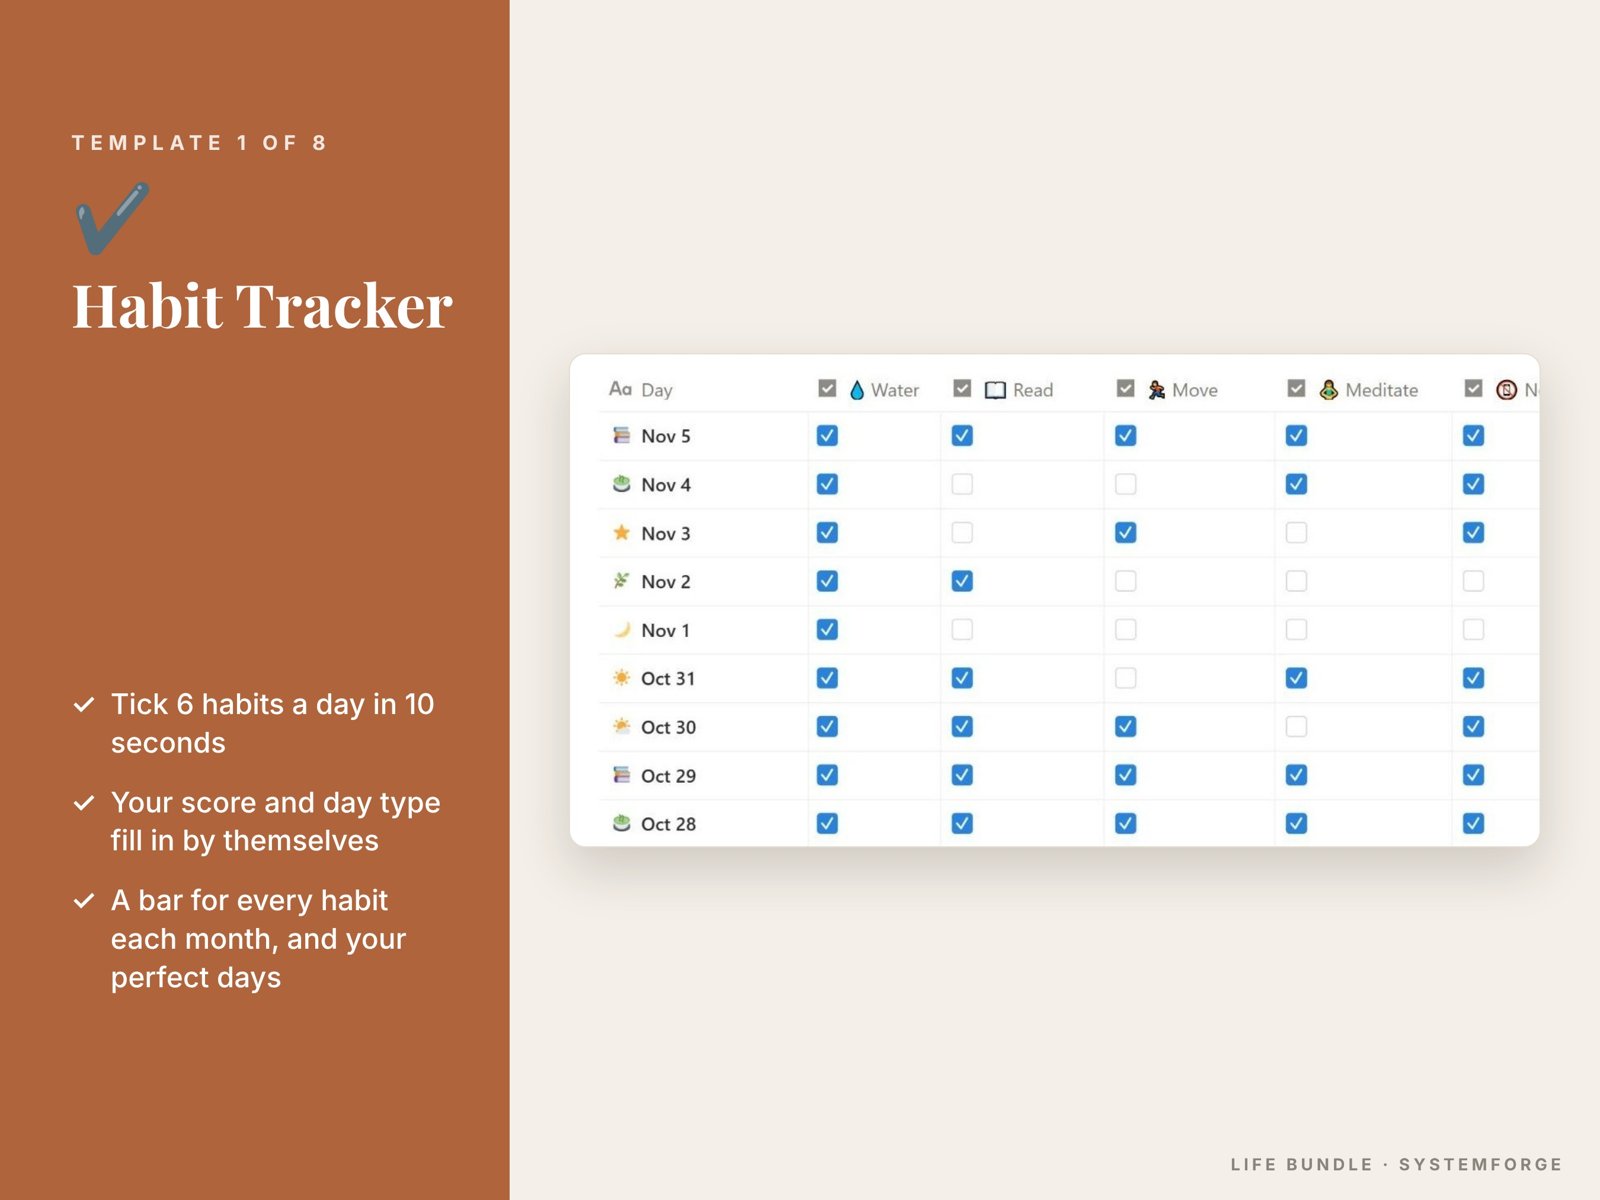 TEMPLATE 1 OF 8
Habit Tracker
Tick 6 habits a day in 10
seconds
Your score and day type
fill in by themselves
A bar for every habit
each month, and your
perfect days
Aa Day Water Read Move Meditate
Nov 5
Nov 4
Nov 3
Nov 2
Nov 1
Oct 31
Oct 30
Oct 29
Oct 28
LIFE BUNDLE · SYSTEMFORGE